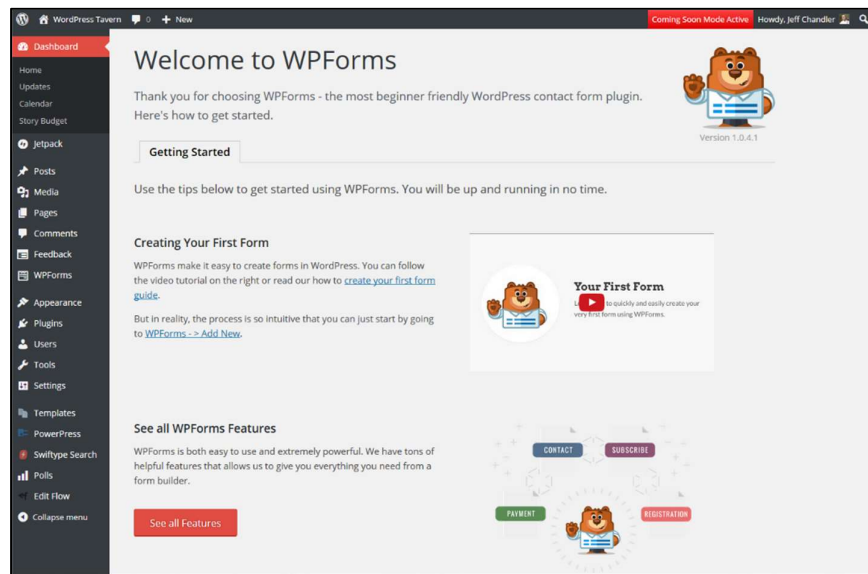 WordPress Tavern 0 + New
Coming Soon Mode Active Howdy, Jeff Chandler
Dashboard
Home
Updates
Calendar
Story Budget
Jetpack
Posts
Media
Pages
Comments
Feedback
WPForms
Appearance
Plugins
Users
Tools
Settings
Templates
PowerPress
Swiftype Search
Polls
Edit Flow
Collapse menu
Welcome to WPForms
Thank you for choosing WPForms - the most beginner friendly WordPress contact form plugin.
Here's how to get started.
Version 1.0.4.1
Getting Started
Use the tips below to get started using WPForms. You will be up and running in no time.
Creating Your First Form
WPForms make it easy to create forms in WordPress. You can follow
the video tutorial on the right or read our how to create your first form
guide.
But in reality, the process is so intuitive that you can just start by going
to WPForms - > Add New.
Your First Form
to quickly and easily create your
very first form using WPForms.
See all WPForms Features
WPForms is both easy to use and extremely powerful. We have tons of
helpful features that allows us to give you everything you need from a
form builder.
See all Features
CONTACT SUBSCRIBE
PAYMENT REGISTRATION